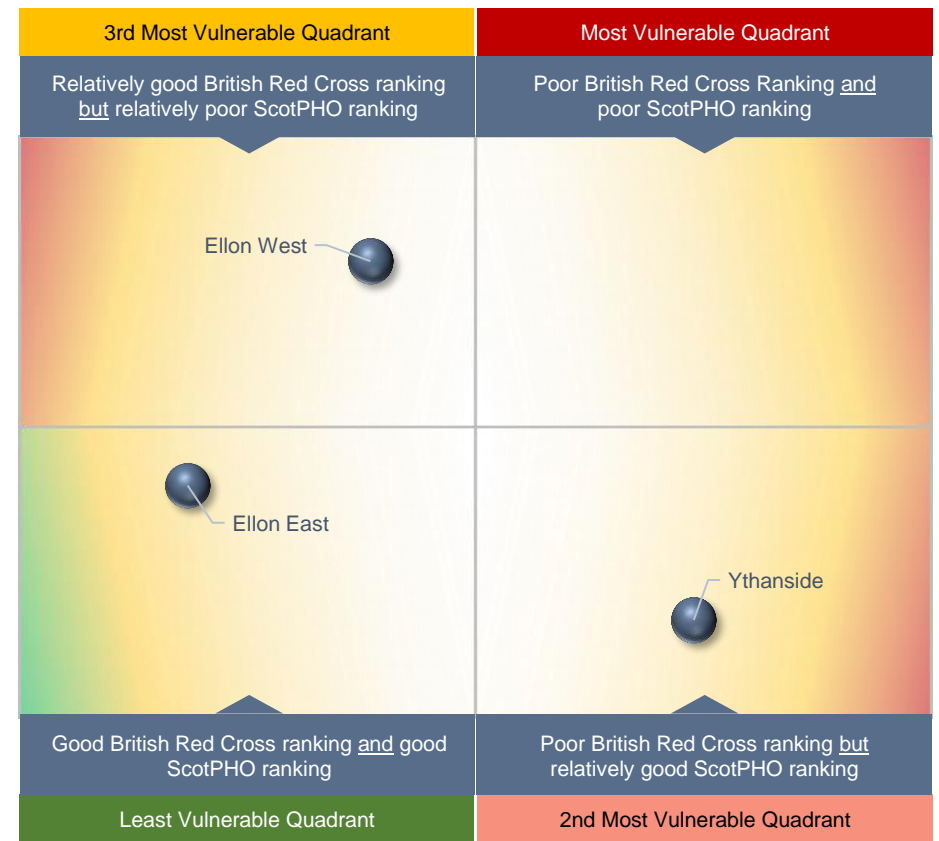 3rd Most Vulnerable Quadrant
Most Vulnerable Quadrant
Relatively good British Red Cross ranking
but relatively poor ScotPHO ranking
Poor British Red Cross Ranking and
poor ScotPHO ranking
Ellon West
Ellon East
Ythanside
Good British Red Cross ranking and good
ScotPHO ranking
Poor British Red Cross ranking but
relatively good ScotPHO ranking
Least Vulnerable Quadrant
2nd Most Vulnerable Quadrant